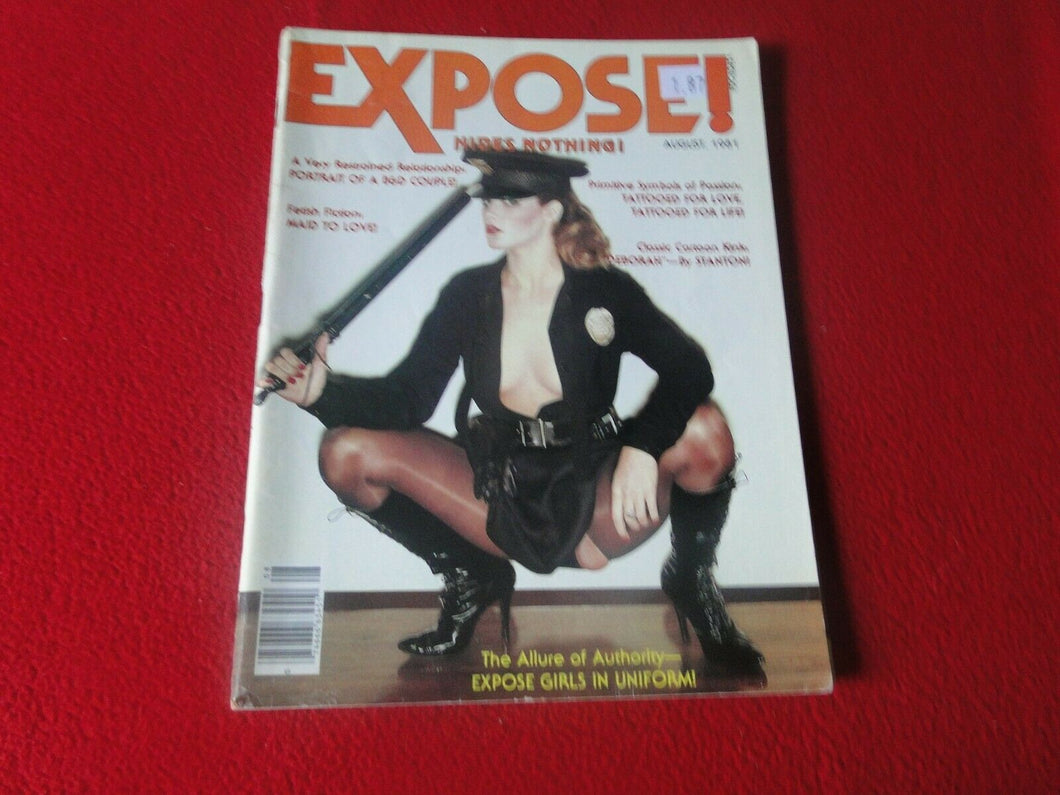 EXPOSE!
HIDES NOTHING!
AUGUST, 1981
A Very Restrained Relationship.
PORTRAIT OF A B&D COUPLE!
Fetish Fiction.
MAID TO LOVE!
Primitive Symbols of Passion.
TATTOOED FOR LOVE,
TATTOOED FOR LIFE!
Classic Cartoon Kink.
"DEBORAH"—By STANTON!
08
The Allure of Authority—
EXPOSE GIRLS IN UNIFORM!